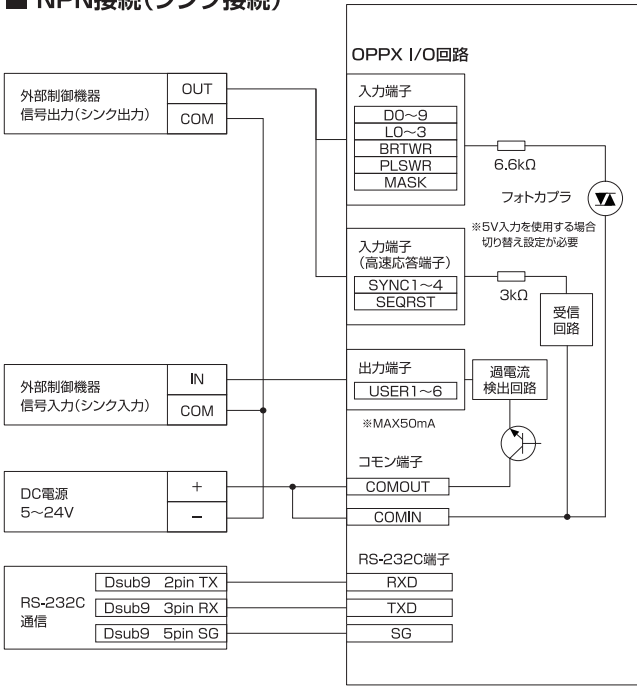 ■ NPN接続(シンク接続)
OPPX I/O回路
外部制御機器
信号出力(シンク出力)
OUT
COM
入力端子
D0～9
L0～3
BRTWR
PLSWR
MASK
6.6kΩ
フォトカプラ
※5V入力を使用する場合
切り替え設定が必要
入力端子
(高速応答端子)
SYNC1～4
SEQRST
3kΩ
受信
回路
外部制御機器
信号入力(シンク入力)
IN
COM
出力端子
USER1～6
※MAX50mA
過電流
検出回路
コモン端子
COMOUT
COMIN
DC電源
5～24V
+
−
RS-232C端子
RS-232C
通信
Dsub9 2pin TX
RXD
Dsub9 3pin RX
TXD
Dsub9 5pin SG
SG